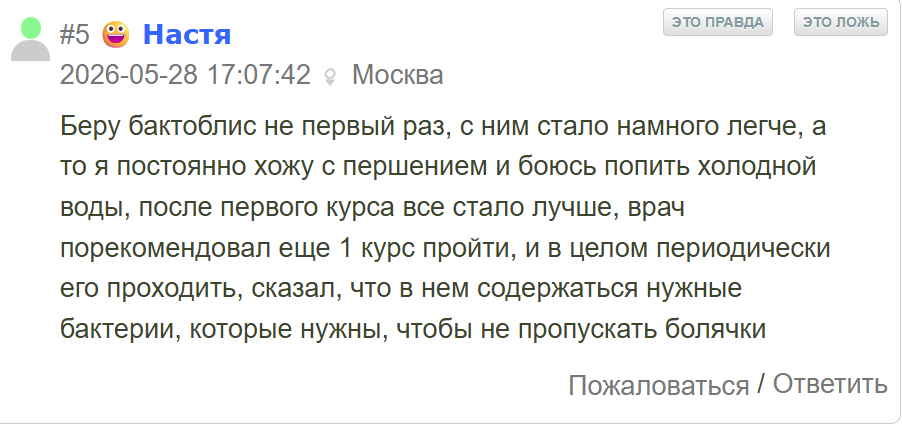 #5 Настя
ЭТО ПРАВДА ЭТО ЛОЖЬ
2026-05-28 17:07:42 Москва
Беру бактоблис не первый раз, с ним стало намного легче, а
то я постоянно хожу с першением и боюсь попить холодной
воды, после первого курса все стало лучше, врач
порекомендовал еще 1 курс пройти, и в целом периодически
его проходить, сказал, что в нем содержаться нужные
бактерии, которые нужны, чтобы не пропускать болячки
Пожаловаться / Ответить